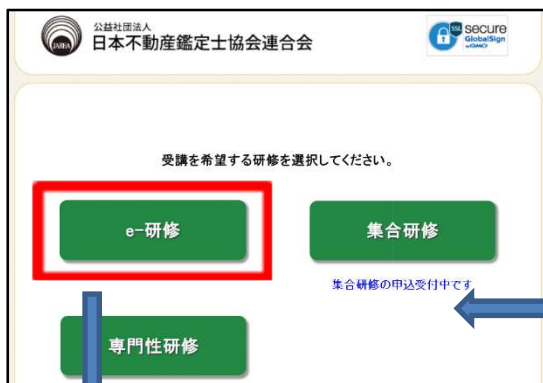 公益社団法人
日本不動産鑑定士協会連合会
JAREA
SSL secure
GlobalSign
by GMO
受講を希望する研修を選択してください。
e-研修
集合研修
集合研修の申込受付中です
専門性研修